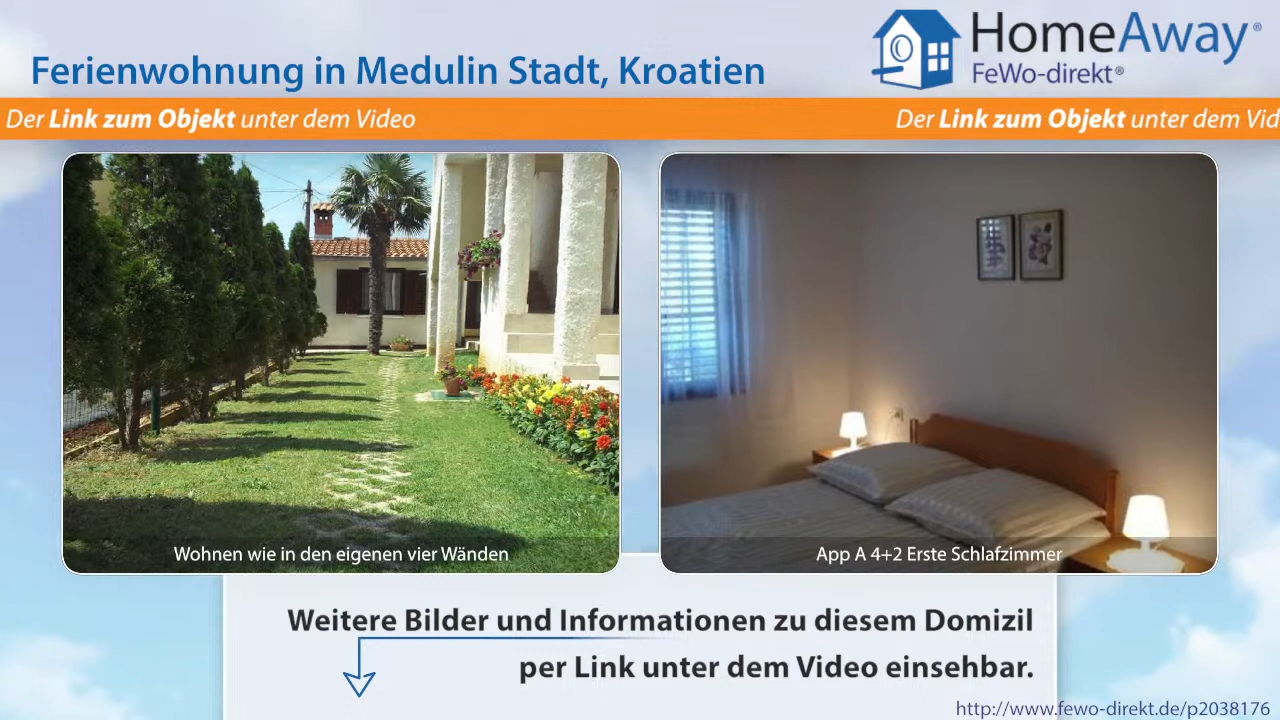 HomeAway®
FeWo-direkt®
Ferienwohnung in Medulin Stadt, Kroatien
Der Link zum Objekt unter dem Video
Der Link zum Objekt unter dem Vid
Wohnen wie in den eigenen vier Wänden
App A 4+2 Erste Schlafzimmer
Weitere Bilder und Informationen zu diesem Domizil
per Link unter dem Video einsehbar.
http://www.fewo-direkt.de/p2038176